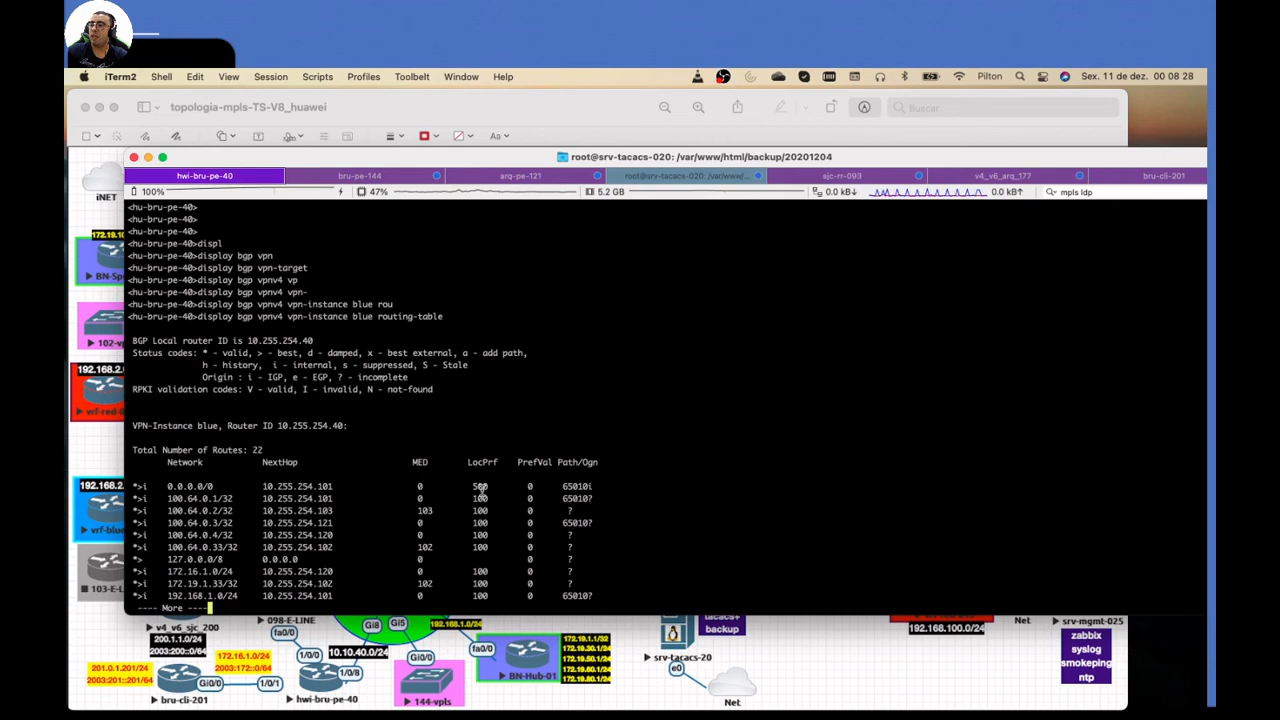 iTerm2 Shell Edit View Session Scripts Profiles Toolbelt Window Help Pilton Sex. 11 de dez. 00 08 28
topologia-mpls-TS-V8_huawei
Buscar
Aa
root@srv-tacacs-020: /var/www/html/backup/20201204
hwi-bru-pe-40 bru-pe-144 arq-pe-121 root@srv-tacacs-020: /var/www/... sjc-rr-093 v4_v6_arq_177 bru-cli-201
100% 47% 5.2 GB 0.0 kB↓ 0.0 kB↑ mpls ldp
iNET
172.19.10
BN-Sp
102-v
192.168.2.
vrf-red-
192.168.2.
vrf-blue
103-E-L
<hu-bru-pe-40>
<hu-bru-pe-40>
<hu-bru-pe-40>
<hu-bru-pe-40>displ
<hu-bru-pe-40>display bgp vpn
<hu-bru-pe-40>display bgp vpn-target
<hu-bru-pe-40>display bgp vpnv4 vp
<hu-bru-pe-40>display bgp vpnv4 vpn-
<hu-bru-pe-40>display bgp vpnv4 vpn-instance blue rou
<hu-bru-pe-40>display bgp vpnv4 vpn-instance blue routing-table
BGP Local router ID is 10.255.254.40
Status codes: * - valid, > - best, d - damped, x - best external, a - add path,
h - history, i - internal, s - suppressed, S - Stale
Origin : i - IGP, e - EGP, ? - incomplete
RPKI validation codes: V - valid, I - invalid, N - not-found
VPN-Instance blue, Router ID 10.255.254.40:
Total Number of Routes: 22
Network NextHop MED LocPrf PrefVal Path/Ogn
*>i 0.0.0.0/0 10.255.254.101 0 500 0 65010i
*>i 100.64.0.1/32 10.255.254.101 0 100 0 65010?
*>i 100.64.0.2/32 10.255.254.103 103 100 0 ?
*>i 100.64.0.3/32 10.255.254.121 0 100 0 65010?
*>i 100.64.0.4/32 10.255.254.120 0 100 0 ?
*>i 100.64.0.33/32 10.255.254.102 102 100 0 ?
*> 127.0.0.0/8 0.0.0.0 0 0 ?
*>i 172.16.1.0/24 10.255.254.120 0 100 0 ?
*>i 172.19.1.33/32 10.255.254.102 102 100 0 ?
*>i 192.168.1.0/24 10.255.254.101 0 100 0 65010?
---- More ----
v4_v6_sjc_200
200.1.1.0/24
2003:200::0/64
201.0.1.201/24
2003:201::201/64
172.16.1.0/24
2003:172::0/64
bru-cli-201
Gi0/0
1/0/1
098-E-LINE
fa0/0
1/0/0
hwi-bru-pe-40
1/0/8
10.10.40.0/24
Gi8
Gi5
Gi0/0
144-vpls
192.168.1.0/24
fa0/0
BN-Hub-01
172.19.1.1/32
172.19.30.1/24
172.19.50.1/24
172.19.60.1/24
172.19.80.1/24
tacacs+
backup
srv-tacacs-20
e0
Net
192.168.100.0/24
Net
srv-mgmt-025
zabbix
syslog
smokeping
ntp